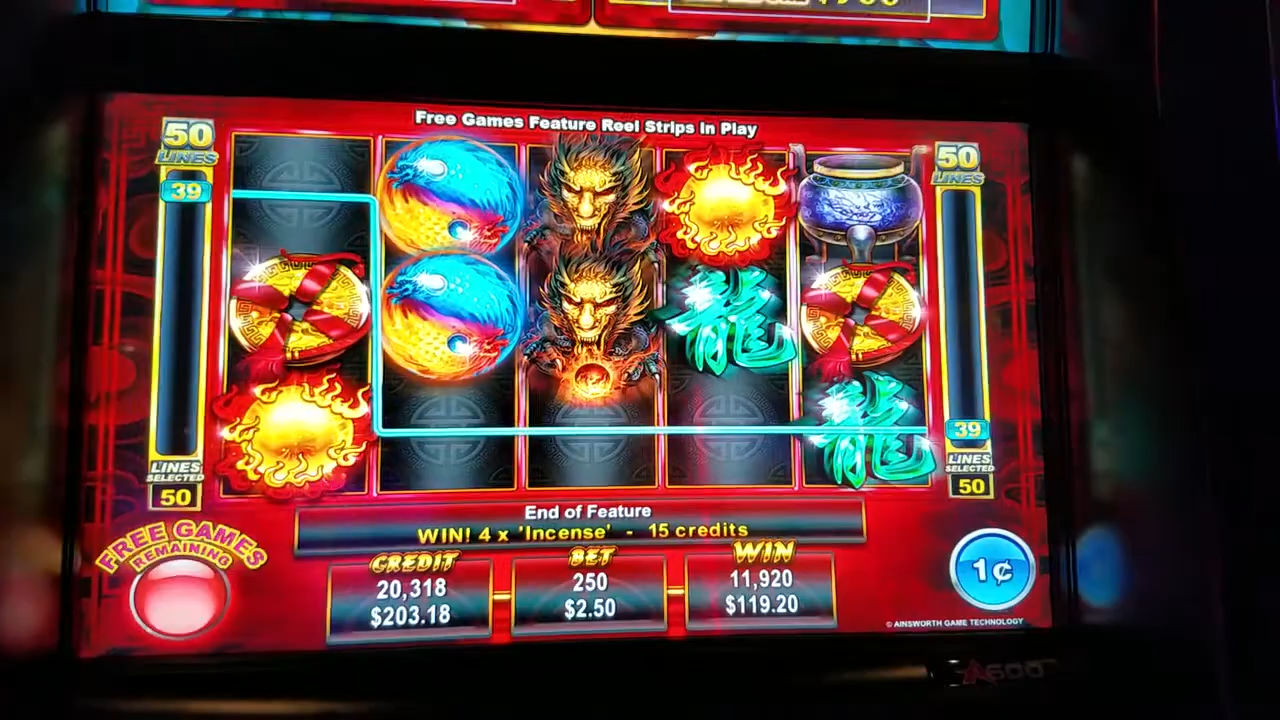 Free Games Feature Reel Strips In Play
50
LINES
39
50
LINES
龍
龍
39
LINES
SELECTED
50
LINES
SELECTED
50
End of Feature
WIN! 4 x 'Incense' - 15 credits
FREE GAMES
REMAINING
CREDIT
20,318
$203.18
BET
250
$2.50
WIN
11,920
$119.20
1¢
© AINSWORTH GAME TECHNOLOGY
A600